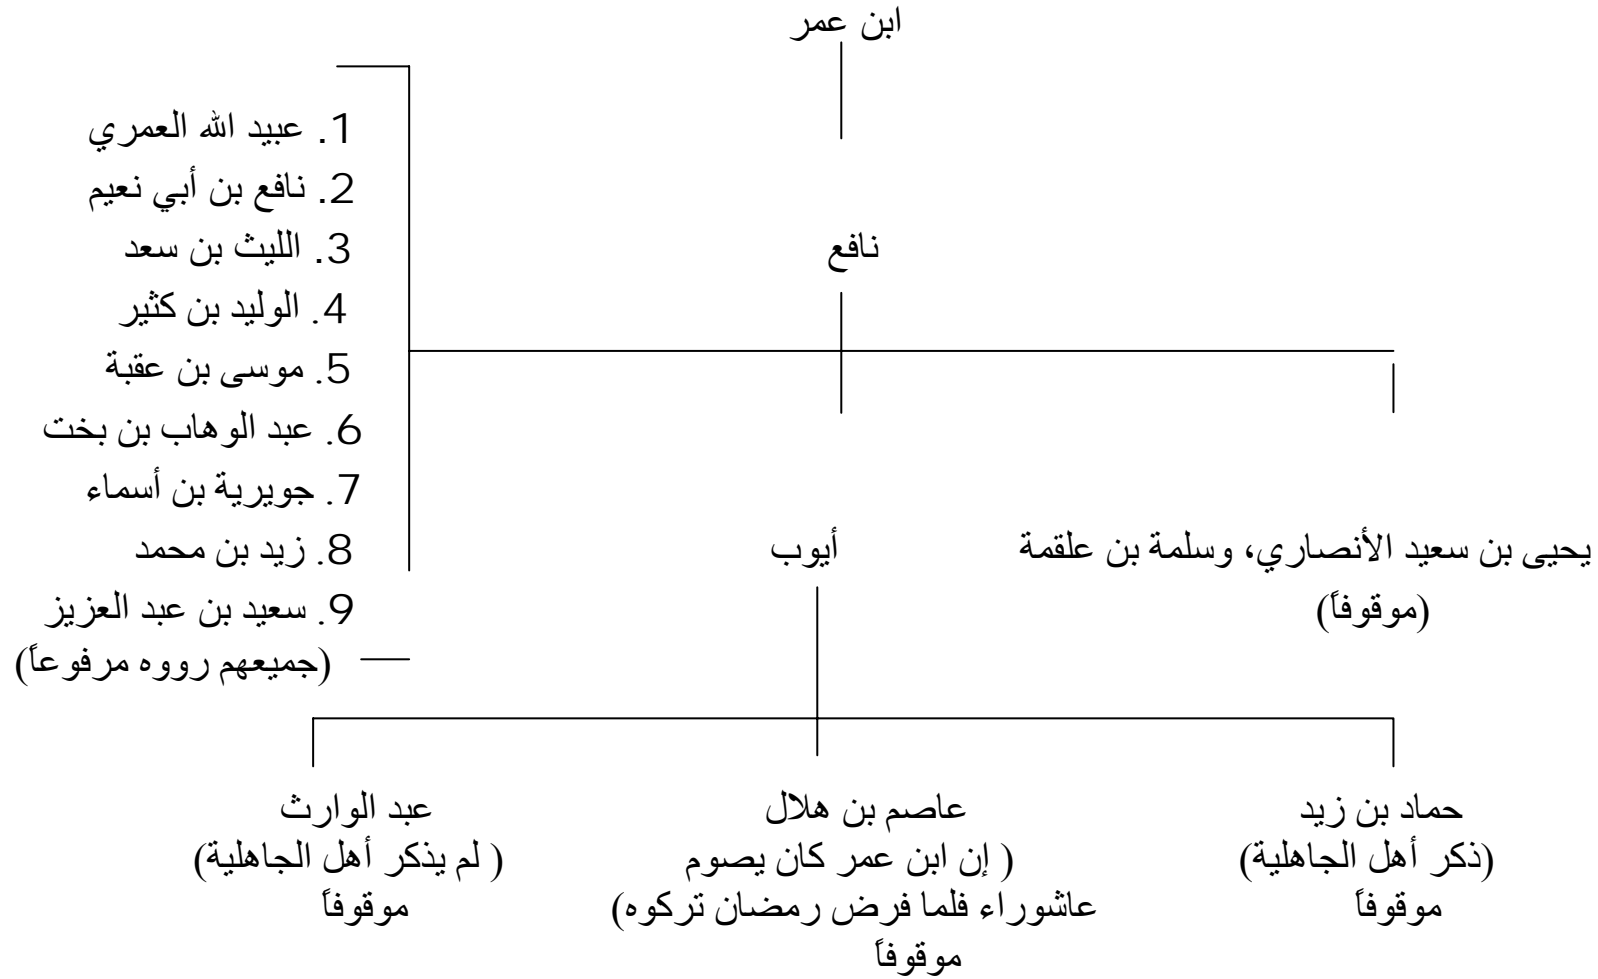 ابن عمر
نافع
1. عبيد الله العمري
2. نافع بن أبي نعيم
3. الليث بن سعد
4. الوليد بن كثير
5. موسى بن عقبة
6. عبد الوهاب بن بخت
7. جويرية بن أسماء
8. زيد بن محمد
9. سعيد بن عبد العزيز
(جميعهم رووه مرفوعاً)
أيوب
يحيى بن سعيد الأنصاري، وسلمة بن علقمة
(موقوفاً)
حماد بن زيد
(ذكر أهل الجاهلية)
موقوفاً
عاصم بن هلال
( إن ابن عمر كان يصوم
عاشوراء فلما فرض رمضان تركوه)
موقوفاً
عبد الوارث
( لم يذكر أهل الجاهلية)
موقوفاً